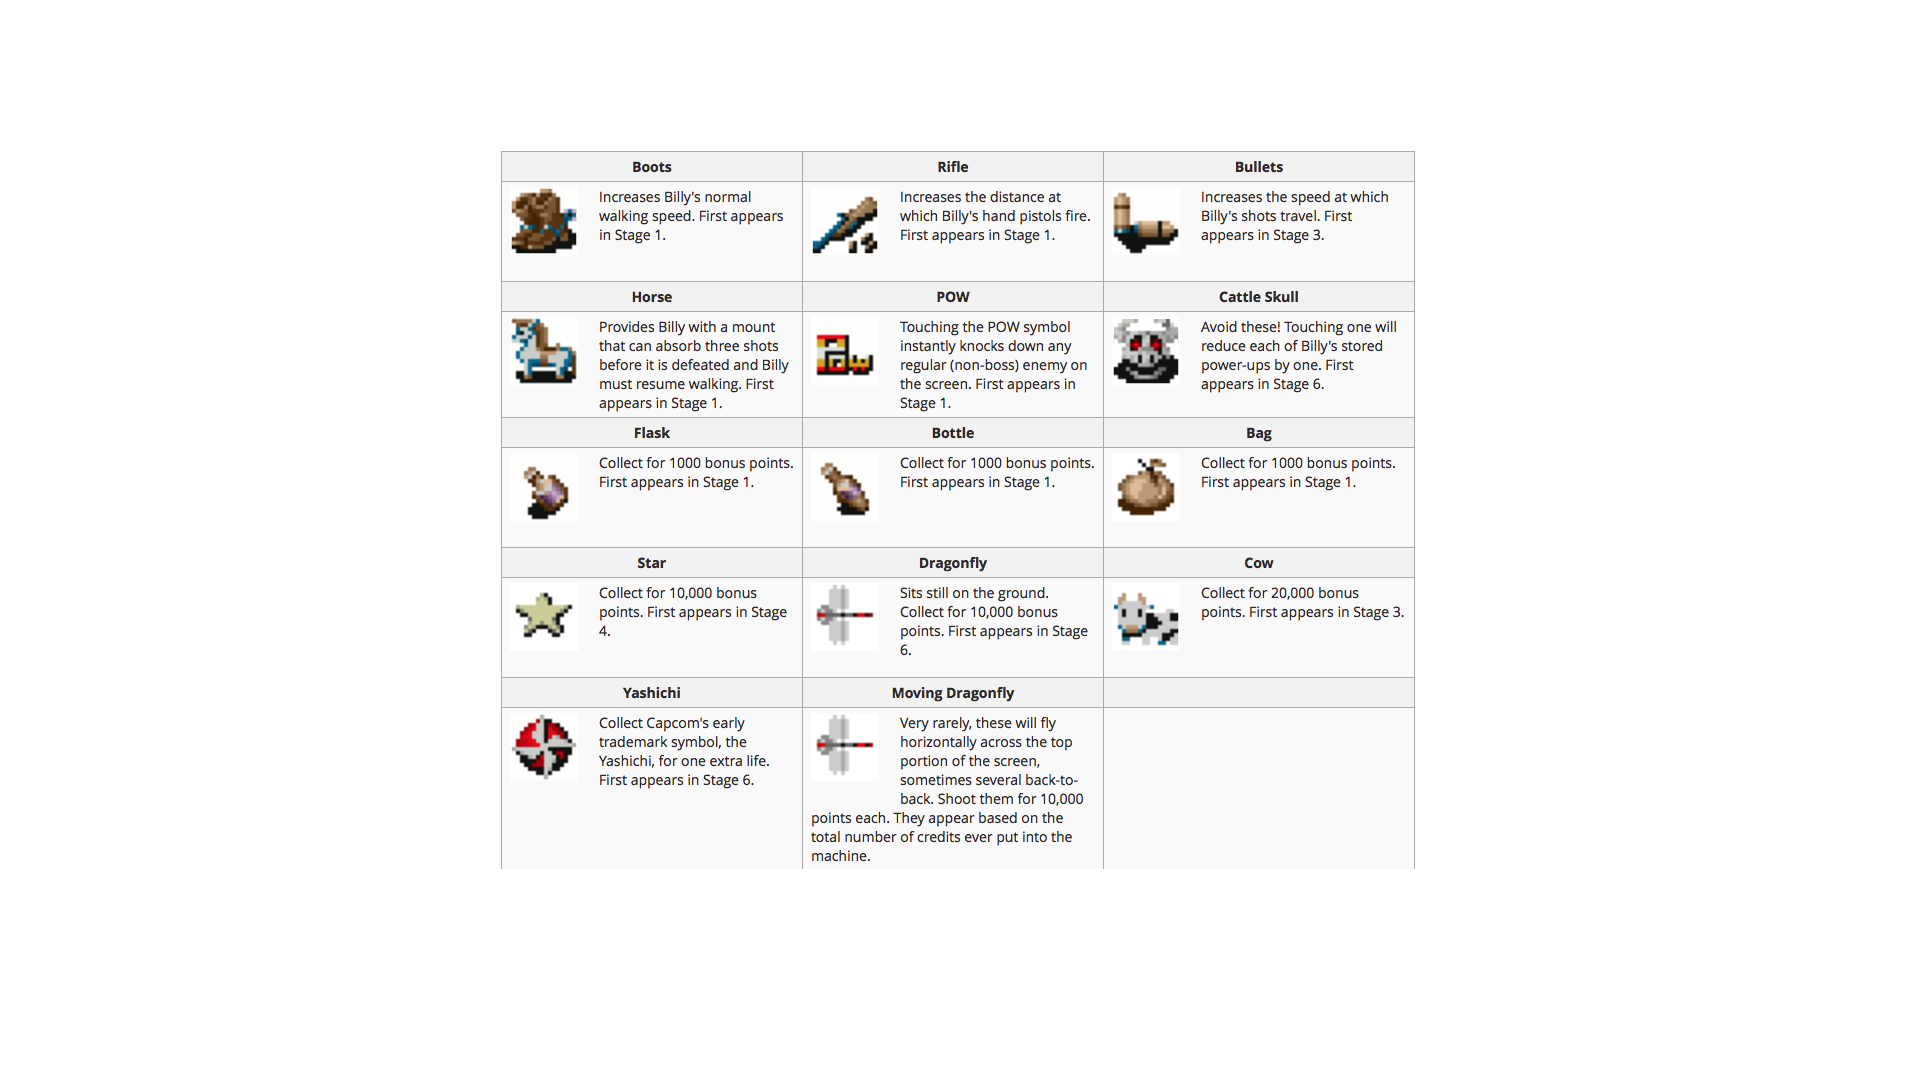 Boots
Rifle
Bullets
Increases Billy's normal
walking speed. First appears
in Stage 1.
Increases the distance at
which Billy's hand pistols fire.
First appears in Stage 1.
Increases the speed at which
Billy's shots travel. First
appears in Stage 3.
Horse
POW
Cattle Skull
Provides Billy with a mount
that can absorb three shots
before it is defeated and Billy
must resume walking. First
appears in Stage 1.
POW
Touching the POW symbol
instantly knocks down any
regular (non-boss) enemy on
the screen. First appears in
Stage 1.
Avoid these! Touching one will
reduce each of Billy's stored
power-ups by one. First
appears in Stage 6.
Flask
Bottle
Bag
Collect for 1000 bonus points.
First appears in Stage 1.
Collect for 1000 bonus points.
First appears in Stage 1.
Collect for 1000 bonus points.
First appears in Stage 1.
Star
Dragonfly
Cow
Collect for 10,000 bonus
points. First appears in Stage
4.
Sits still on the ground.
Collect for 10,000 bonus
points. First appears in Stage
6.
Collect for 20,000 bonus
points. First appears in Stage 3.
Yashichi
Moving Dragonfly
Collect Capcom's early
trademark symbol, the
Yashichi, for one extra life.
First appears in Stage 6.
Very rarely, these will fly
horizontally across the top
portion of the screen,
sometimes several back-to-
back. Shoot them for 10,000
points each. They appear based on the
total number of credits ever put into the
machine.